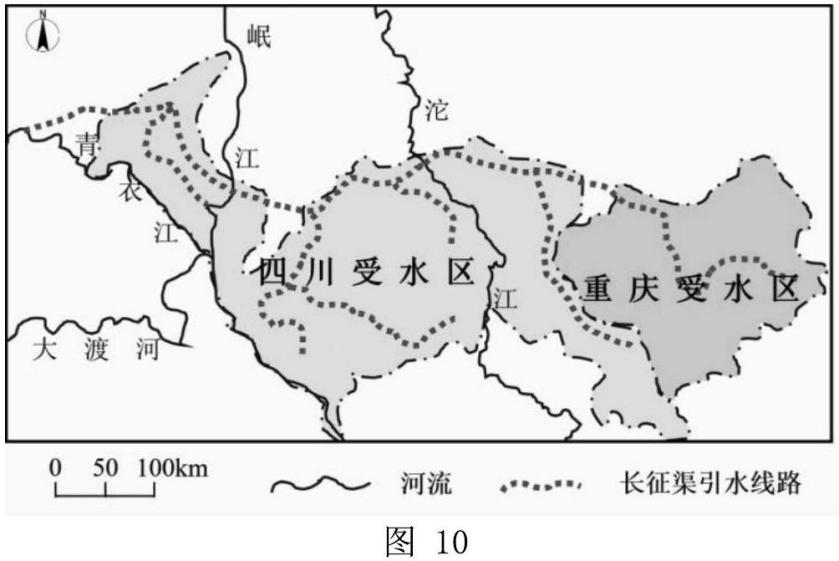 岷
沱
江
青
衣
江
四川受水区
江
重庆受水区
大渡河
0 50 100km
河流
长征渠引水线路
图 10